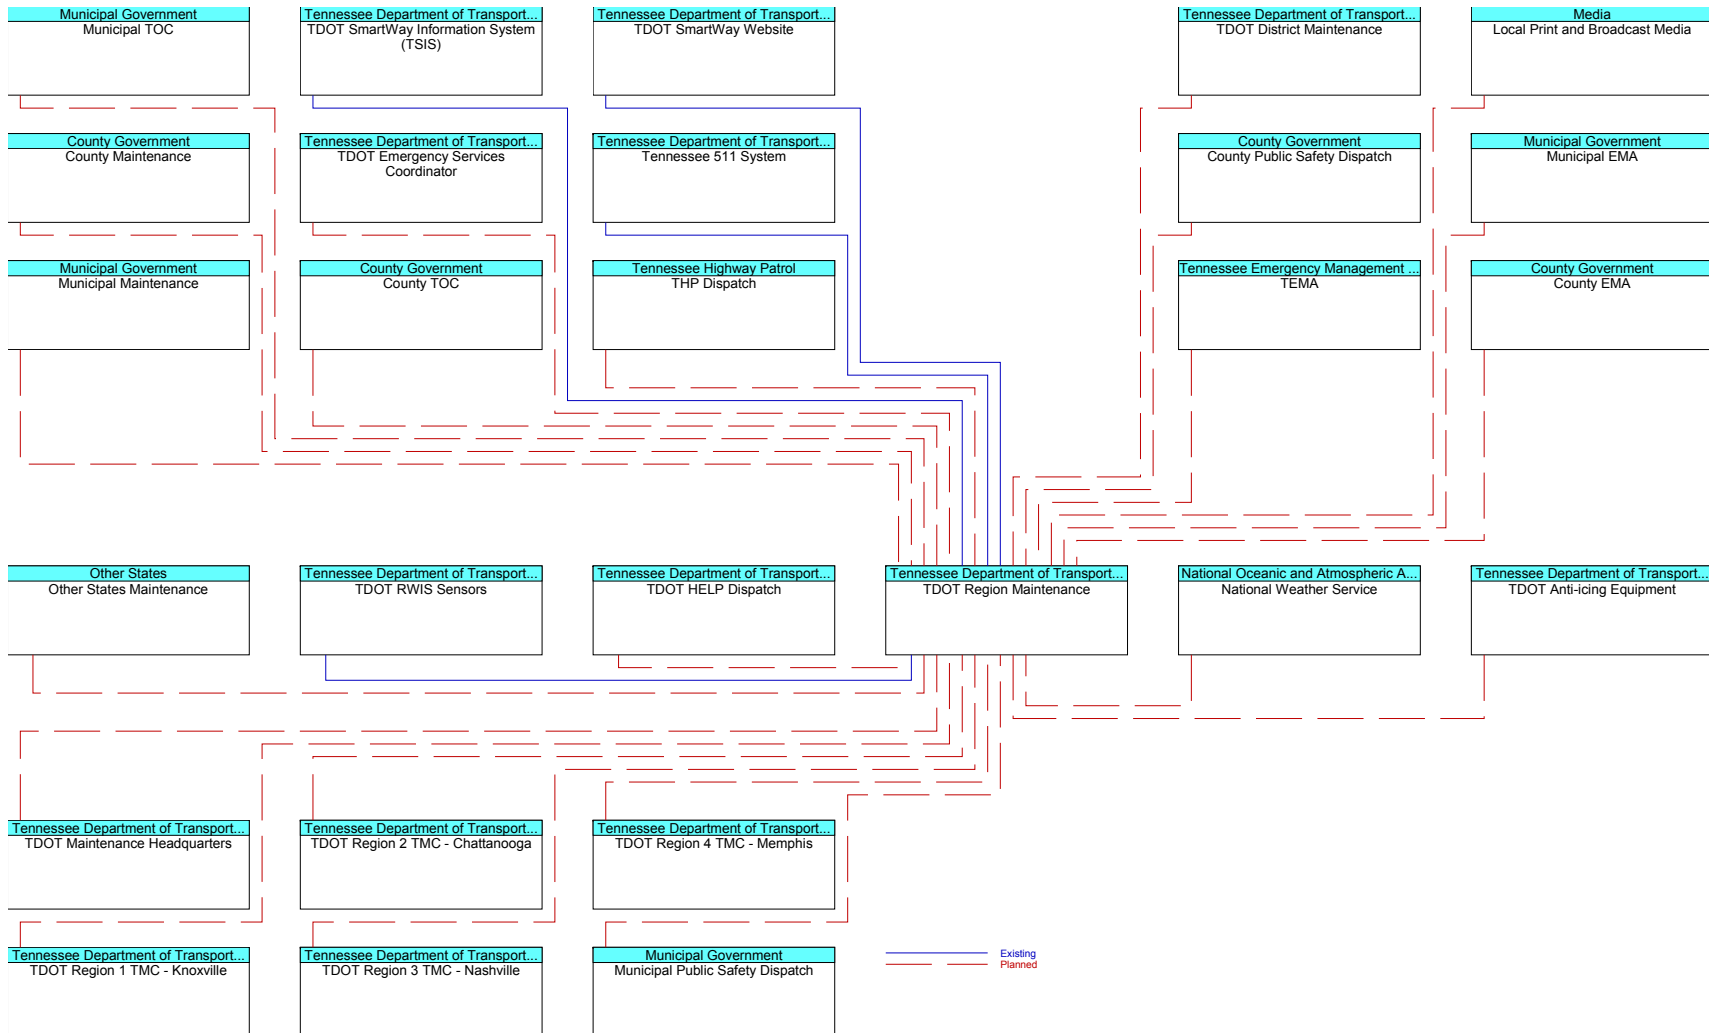 Municipal Government
Municipal TOC
Tennessee Department of Transport...
TDOT SmartWay Information System
(TSIS)
Tennessee Department of Transport...
TDOT SmartWay Website
Tennessee Department of Transport...
TDOT District Maintenance
Media
Local Print and Broadcast Media
County Government
County Maintenance
Tennessee Department of Transport...
TDOT Emergency Services
Coordinator
Tennessee Department of Transport...
Tennessee 511 System
County Government
County Public Safety Dispatch
Municipal Government
Municipal EMA
Municipal Government
Municipal Maintenance
County Government
County TOC
Tennessee Highway Patrol
THP Dispatch
Tennessee Emergency Management ...
TEMA
County Government
County EMA
Other States
Other States Maintenance
Tennessee Department of Transport...
TDOT RWIS Sensors
Tennessee Department of Transport...
TDOT HELP Dispatch
Tennessee Department of Transport...
TDOT Region Maintenance
National Oceanic and Atmospheric A...
National Weather Service
Tennessee Department of Transport...
TDOT Anti-icing Equipment
Tennessee Department of Transport...
TDOT Maintenance Headquarters
Tennessee Department of Transport...
TDOT Region 2 TMC - Chattanooga
Tennessee Department of Transport...
TDOT Region 4 TMC - Memphis
Tennessee Department of Transport...
TDOT Region 1 TMC - Knoxville
Tennessee Department of Transport...
TDOT Region 3 TMC - Nashville
Municipal Government
Municipal Public Safety Dispatch
Existing
Planned